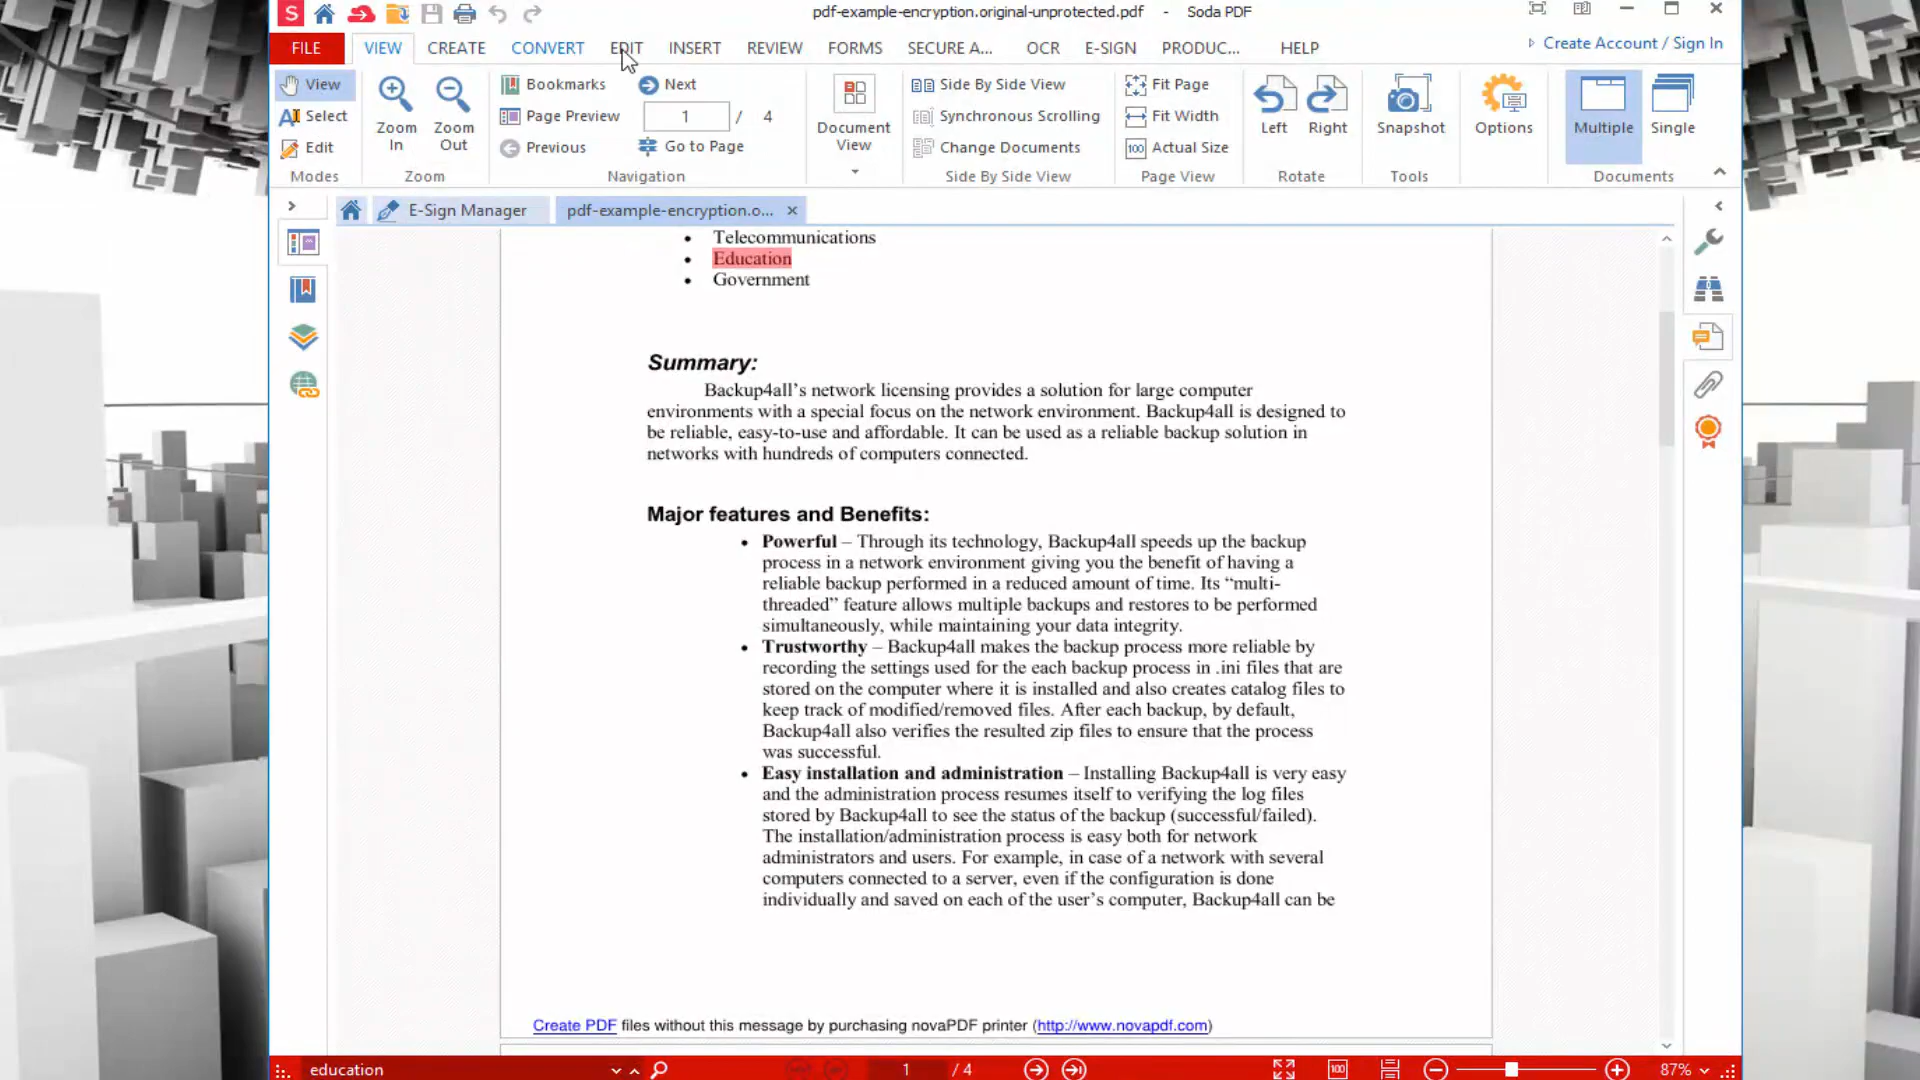 S pdf-example-encryption.original-unprotected.pdf - Soda PDF
FILE VIEW CREATE CONVERT EDIT INSERT REVIEW FORMS SECURE A... OCR E-SIGN PRODUC... HELP Create Account / Sign In
View
Select
Edit
Modes
Zoom In
Zoom Out
Zoom
Bookmarks
Page Preview
Previous
Next
1 / 4
Go to Page
Navigation
Document View
Side By Side View
Synchronous Scrolling
Change Documents
Side By Side View
Fit Page
Fit Width
100 Actual Size
Page View
Left
Right
Rotate
Snapshot
Tools
Options
Multiple
Single
Documents
E-Sign Manager pdf-example-encryption.o...
• Telecommunications
• Education
• Government
Summary:
Backup4all’s network licensing provides a solution for large computer
environments with a special focus on the network environment. Backup4all is designed to
be reliable, easy-to-use and affordable. It can be used as a reliable backup solution in
networks with hundreds of computers connected.
Major features and Benefits:
• Powerful – Through its technology, Backup4all speeds up the backup
process in a network environment giving you the benefit of having a
reliable backup performed in a reduced amount of time. Its “multi-
threaded” feature allows multiple backups and restores to be performed
simultaneously, while maintaining your data integrity.
• Trustworthy – Backup4all makes the backup process more reliable by
recording the settings used for the each backup process in .ini files that are
stored on the computer where it is installed and also creates catalog files to
keep track of modified/removed files. After each backup, by default,
Backup4all also verifies the resulted zip files to ensure that the process
was successful.
• Easy installation and administration – Installing Backup4all is very easy
and the administration process resumes itself to verifying the log files
stored by Backup4all to see the status of the backup (successful/failed).
The installation/administration process is easy both for network
administrators and users. For example, in case of a network with several
computers connected to a server, even if the configuration is done
individually and saved on each of the user’s computer, Backup4all can be
Create PDF files without this message by purchasing novaPDF printer (http://www.novapdf.com)
education 1 / 4 100 87%